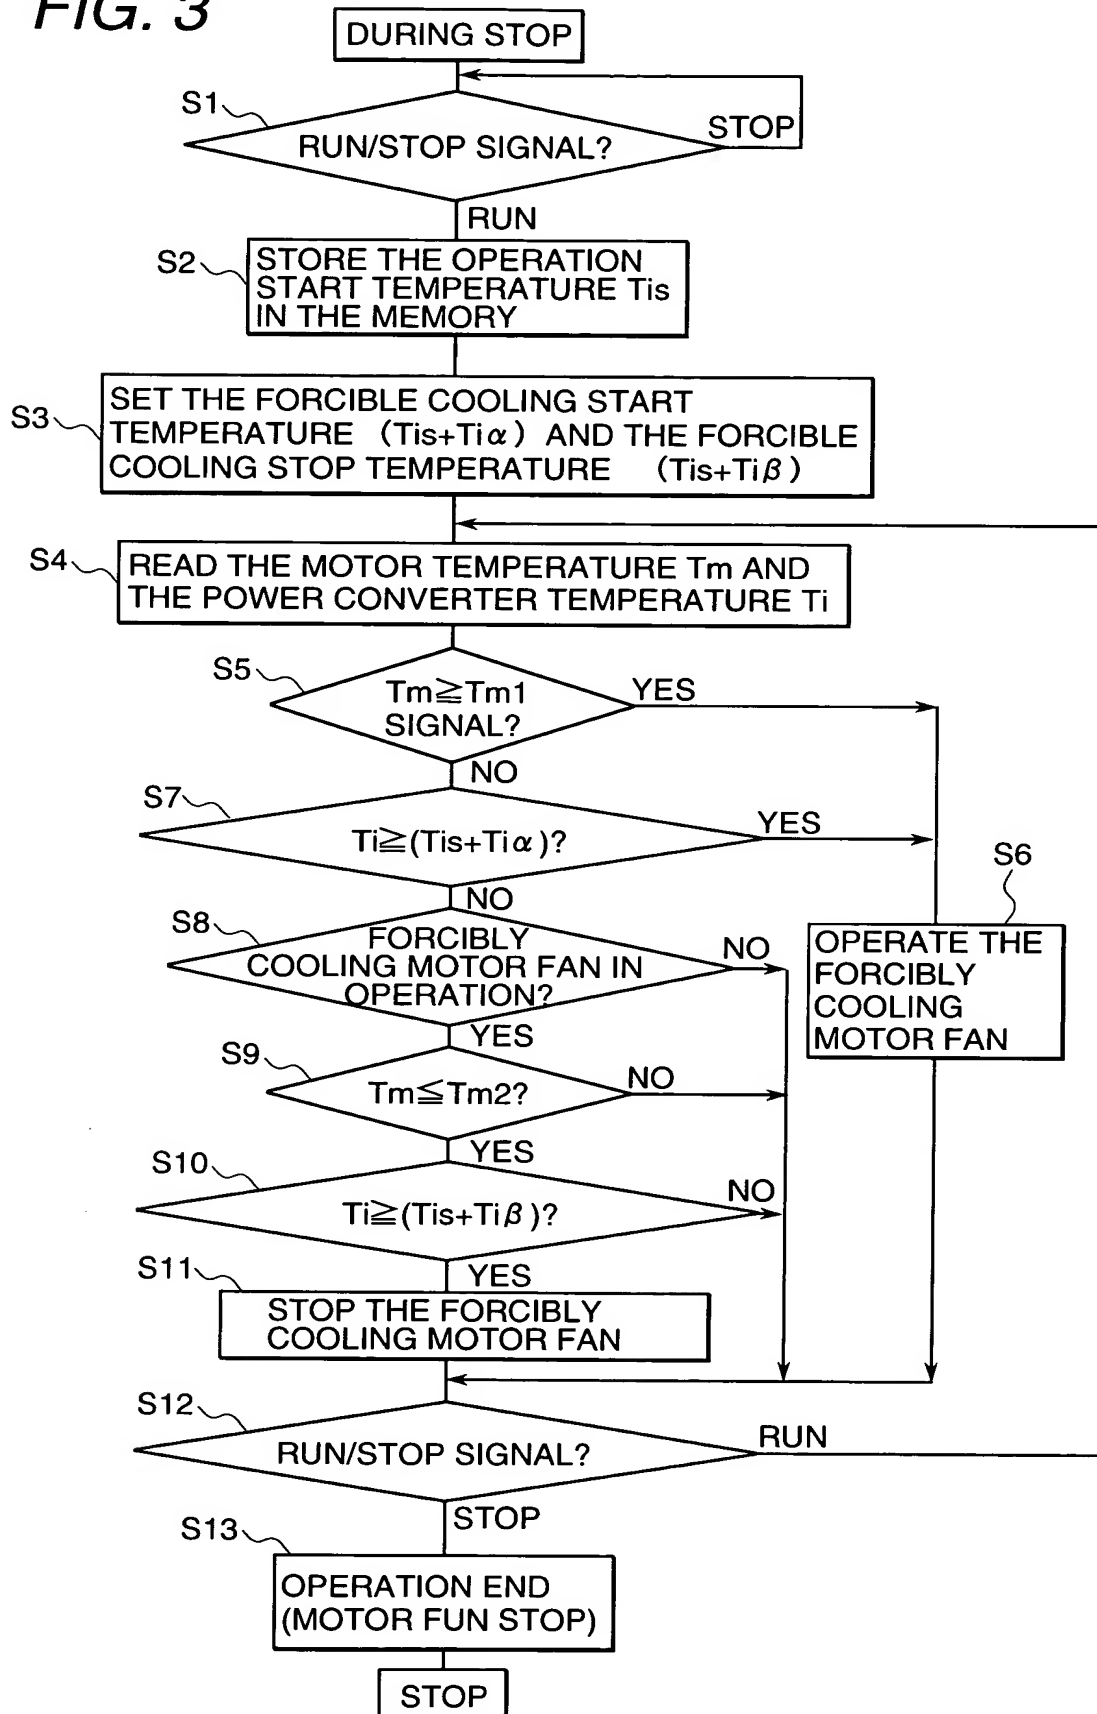 FIG. 3
DURING STOP
S1
RUN/STOP SIGNAL?
STOP
RUN
S2
STORE THE OPERATION
START TEMPERATURE Tis
IN THE MEMORY
S3
SET THE FORCIBLE COOLING START
TEMPERATURE (Tis+Tiα) AND THE FORCIBLE
COOLING STOP TEMPERATURE (Tis+Tiβ)
S4
READ THE MOTOR TEMPERATURE Tm AND
THE POWER CONVERTER TEMPERATURE Ti
S5
Tm≧Tm1
SIGNAL?
YES
NO
S7
Ti≧(Tis+Tiα)?
YES
NO
S6
OPERATE THE
FORCIBLY
COOLING
MOTOR FAN
S8
FORCIBLY
COOLING MOTOR FAN IN
OPERATION?
NO
YES
S9
Tm≦Tm2?
NO
YES
S10
Ti≧(Tis+Tiβ)?
NO
YES
S11
STOP THE FORCIBLY
COOLING MOTOR FAN
S12
RUN/STOP SIGNAL?
RUN
STOP
S13
OPERATION END
(MOTOR FUN STOP)
STOP